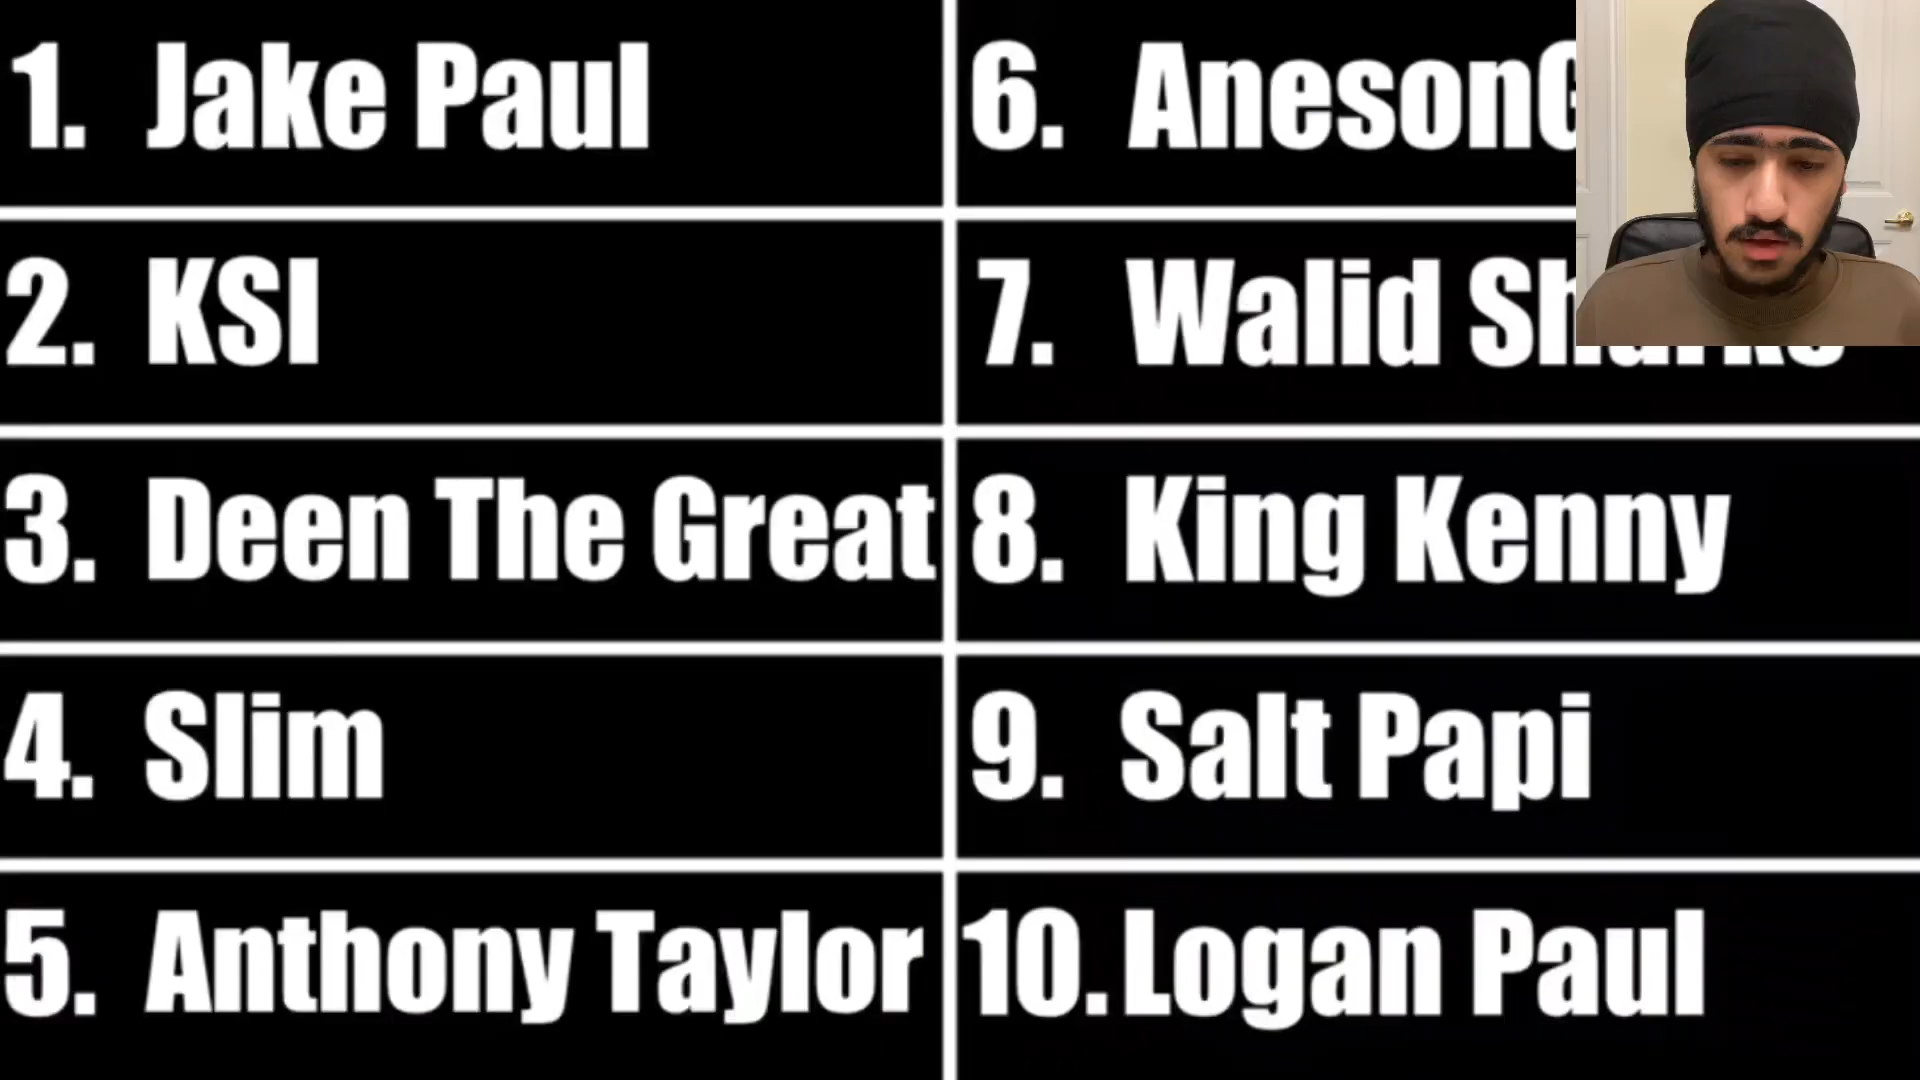 1. Jake Paul
2. KSI
3. Deen The Great
4. Slim
5. Anthony Taylor
6.
7. Walid
8. King Kenny
9. Salt Papi
10. Logan Paul